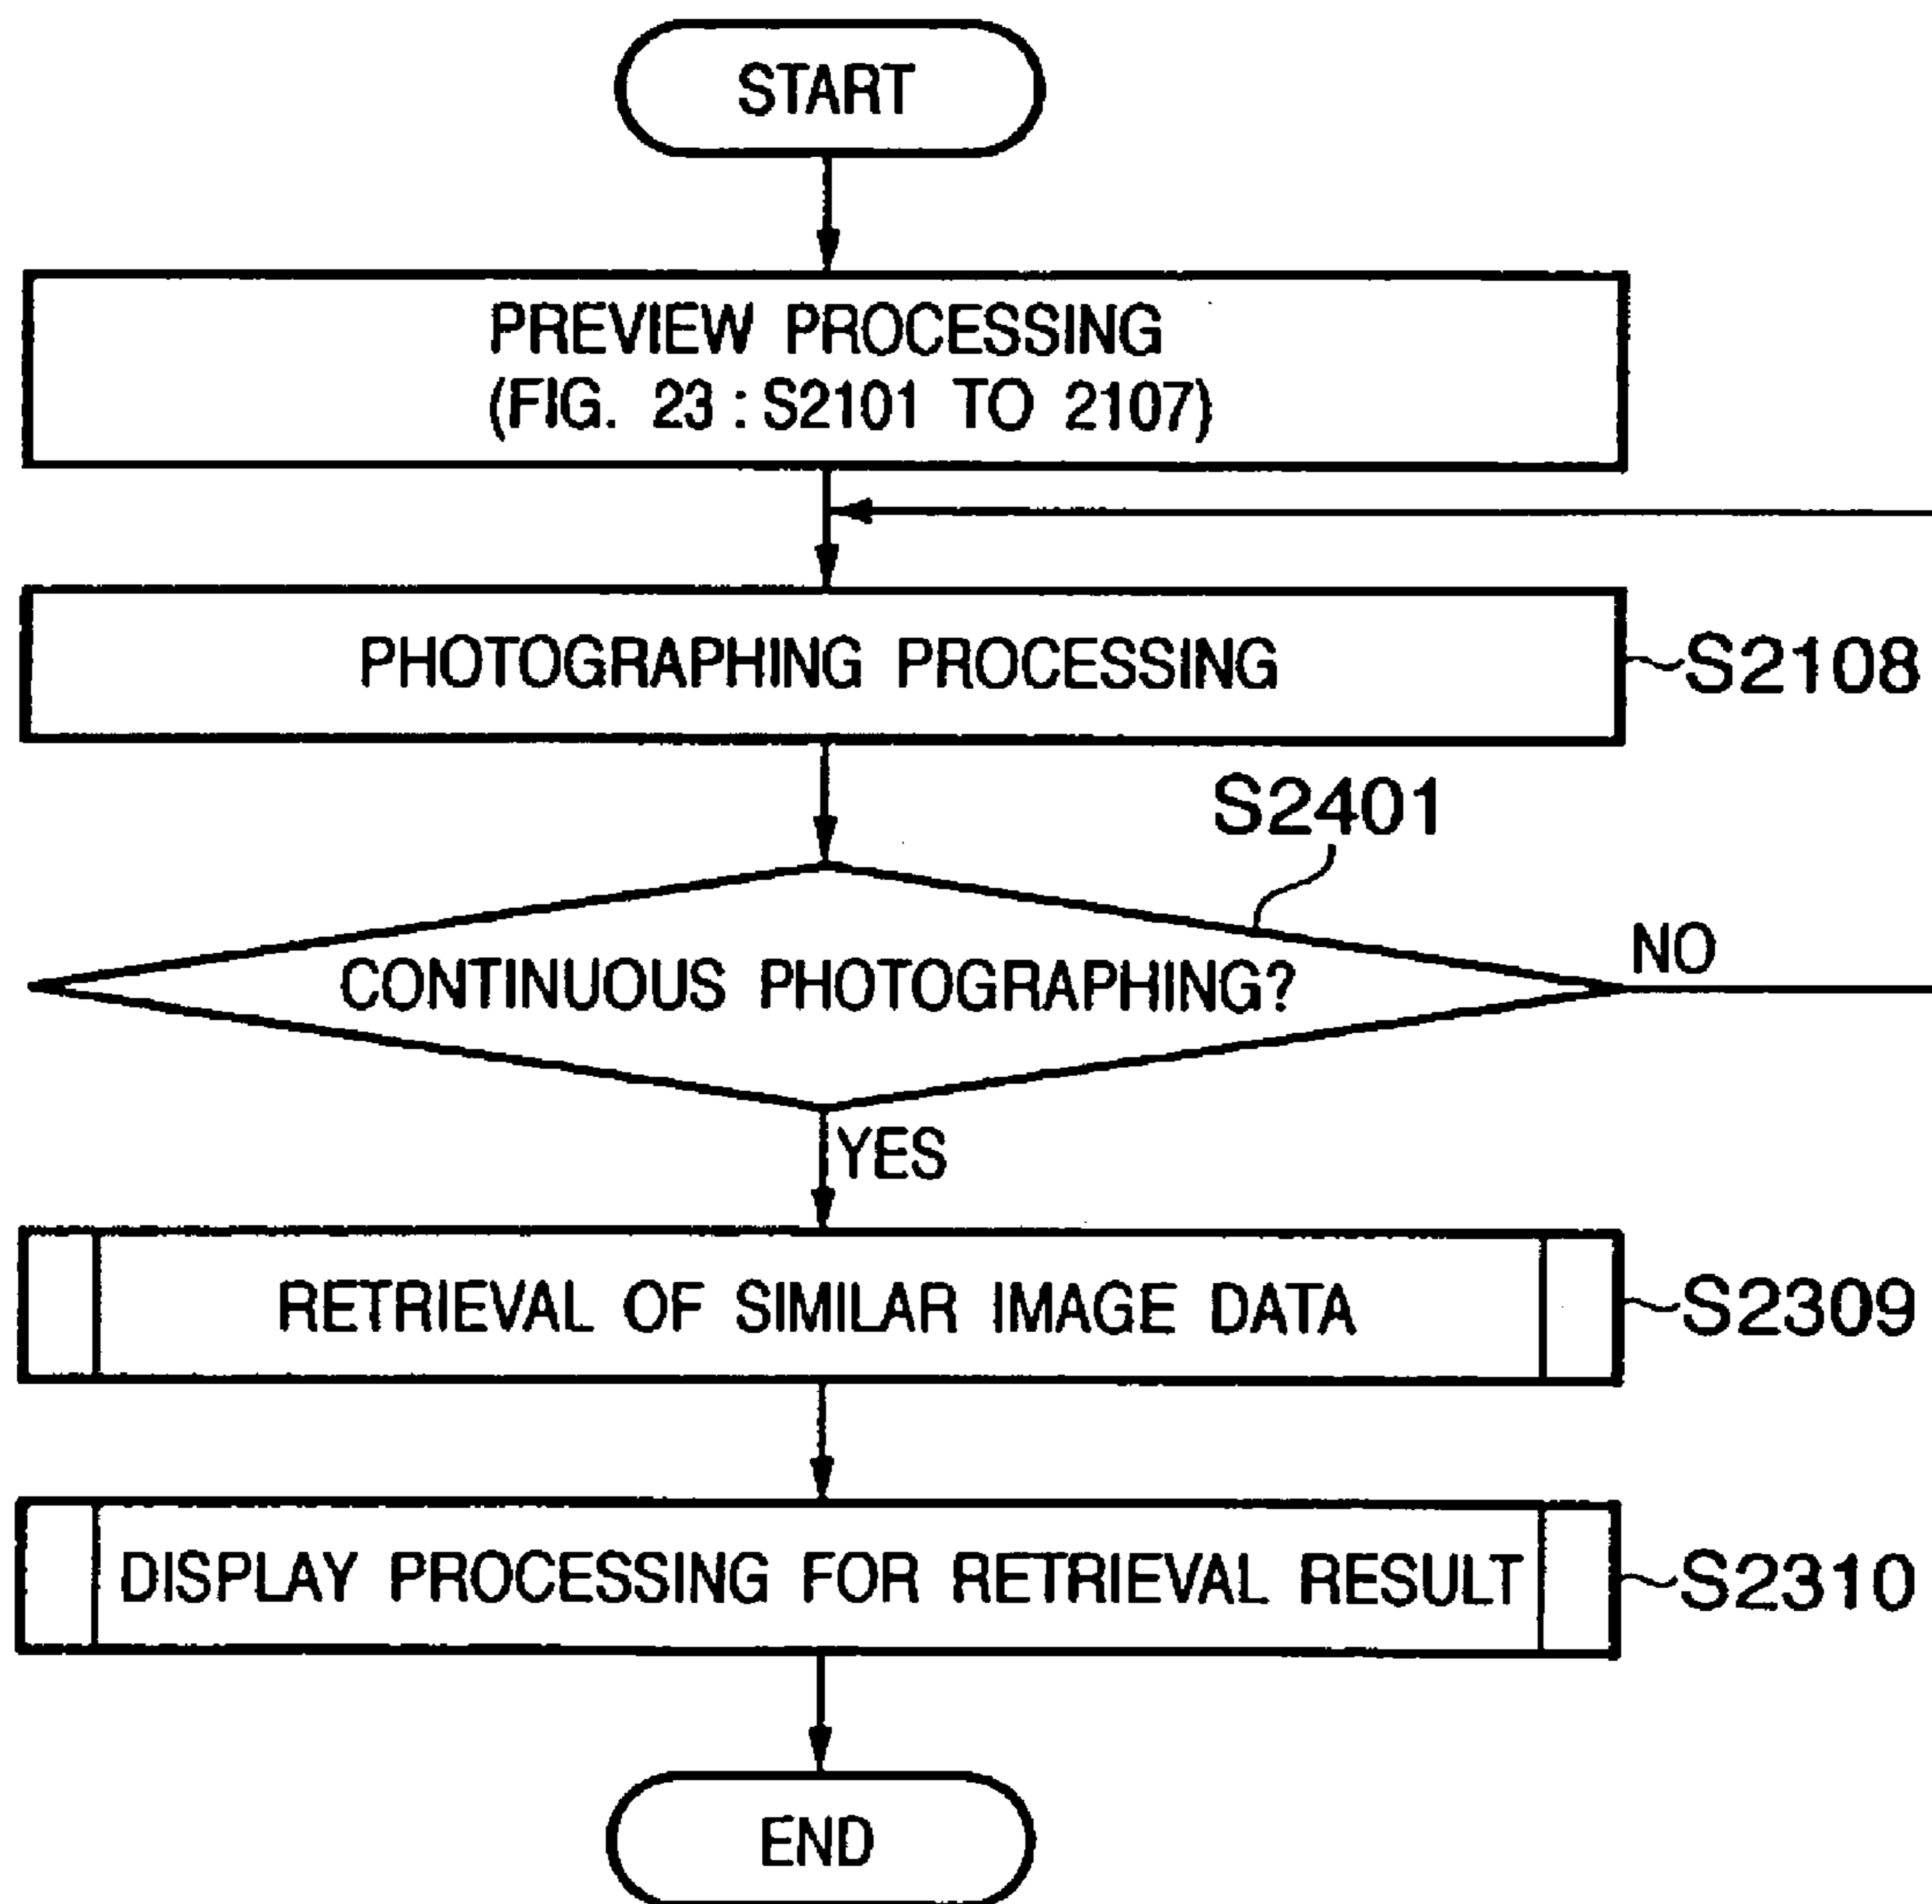 START
PREVIEW PROCESSING
(FIG. 23 : S2101 TO 2107)
PHOTOGRAPHING PROCESSING
S2108
S2401
CONTINUOUS PHOTOGRAPHING?
NO
YES
RETRIEVAL OF SIMILAR IMAGE DATA
S2309
DISPLAY PROCESSING FOR RETRIEVAL RESULT
S2310
END